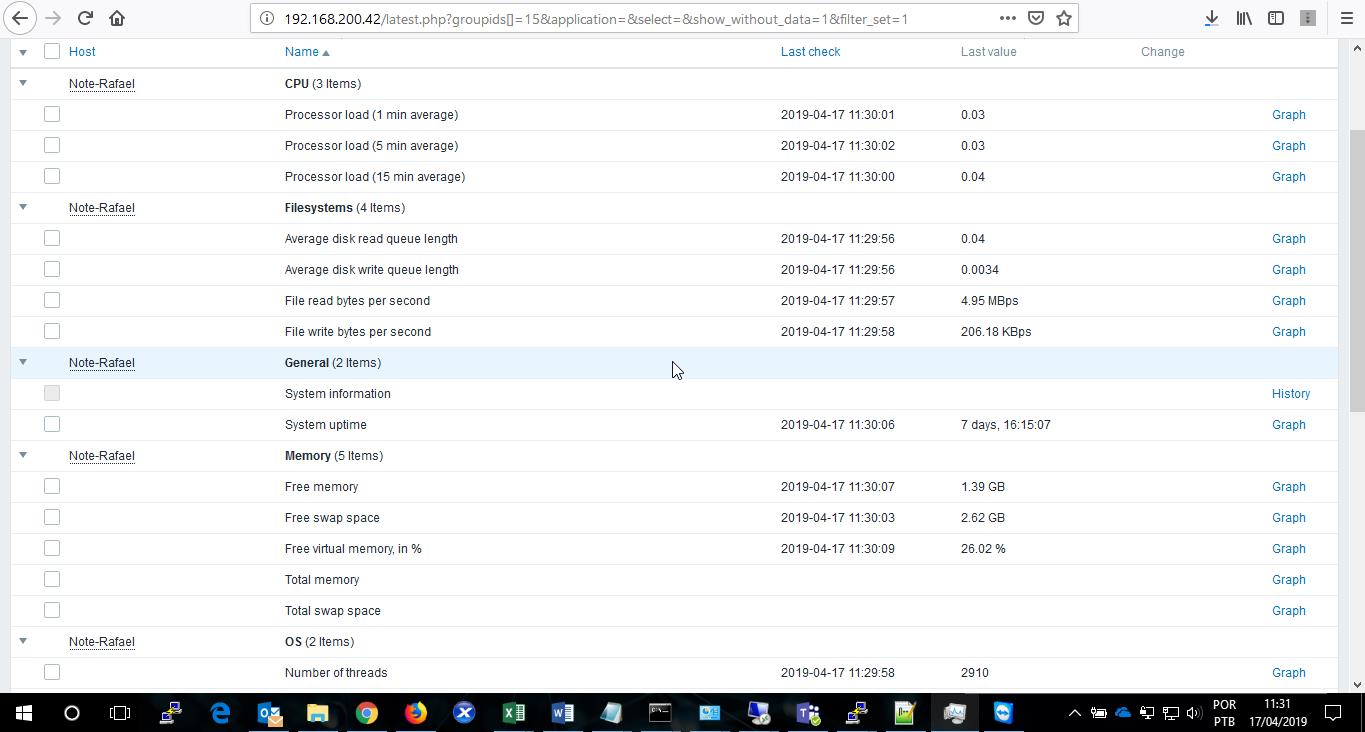 192.168.200.42/latest.php?groupids[]=15&application=&select=&show_without_data=1&filter_set=1
Host Name Last check Last value Change
Note-Rafael CPU (3 Items)
Processor load (1 min average) 2019-04-17 11:30:01 0.03 Graph
Processor load (5 min average) 2019-04-17 11:30:02 0.03 Graph
Processor load (15 min average) 2019-04-17 11:30:00 0.04 Graph
Note-Rafael Filesystems (4 Items)
Average disk read queue length 2019-04-17 11:29:56 0.04 Graph
Average disk write queue length 2019-04-17 11:29:56 0.0034 Graph
File read bytes per second 2019-04-17 11:29:57 4.95 MBps Graph
File write bytes per second 2019-04-17 11:29:58 206.18 KBps Graph
Note-Rafael General (2 Items)
System information History
System uptime 2019-04-17 11:30:06 7 days, 16:15:07 Graph
Note-Rafael Memory (5 Items)
Free memory 2019-04-17 11:30:07 1.39 GB Graph
Free swap space 2019-04-17 11:30:03 2.62 GB Graph
Free virtual memory, in % 2019-04-17 11:30:09 26.02 % Graph
Total memory Graph
Total swap space Graph
Note-Rafael OS (2 Items)
Number of threads 2019-04-17 11:29:58 2910 Graph
POR 11:31
PTB 17/04/2019